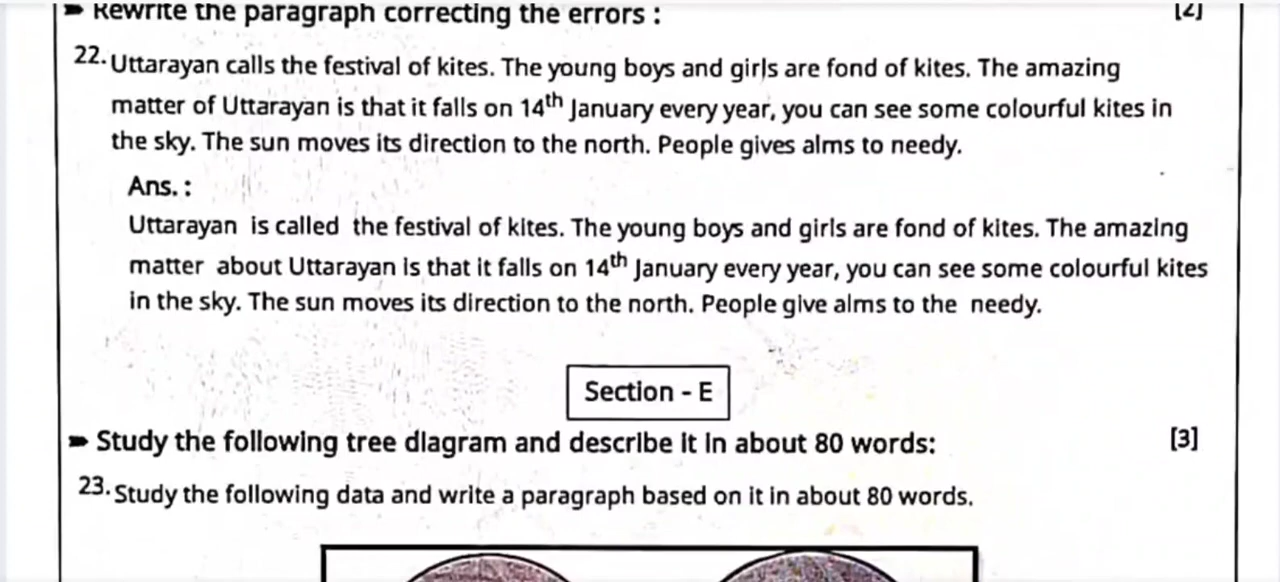 ➨ Rewrite the paragraph correcting the errors : [2]
22. Uttarayan calls the festival of kites. The young boys and girls are fond of kites. The amazing
matter of Uttarayan is that it falls on 14th January every year, you can see some colourful kites in
the sky. The sun moves its direction to the north. People gives alms to needy.
Ans. :
Uttarayan is called the festival of kites. The young boys and girls are fond of kites. The amazing
matter about Uttarayan is that it falls on 14th January every year, you can see some colourful kites
in the sky. The sun moves its direction to the north. People give alms to the needy.
Section - E
➨ Study the following tree diagram and describe it in about 80 words: [3]
23. Study the following data and write a paragraph based on it in about 80 words.